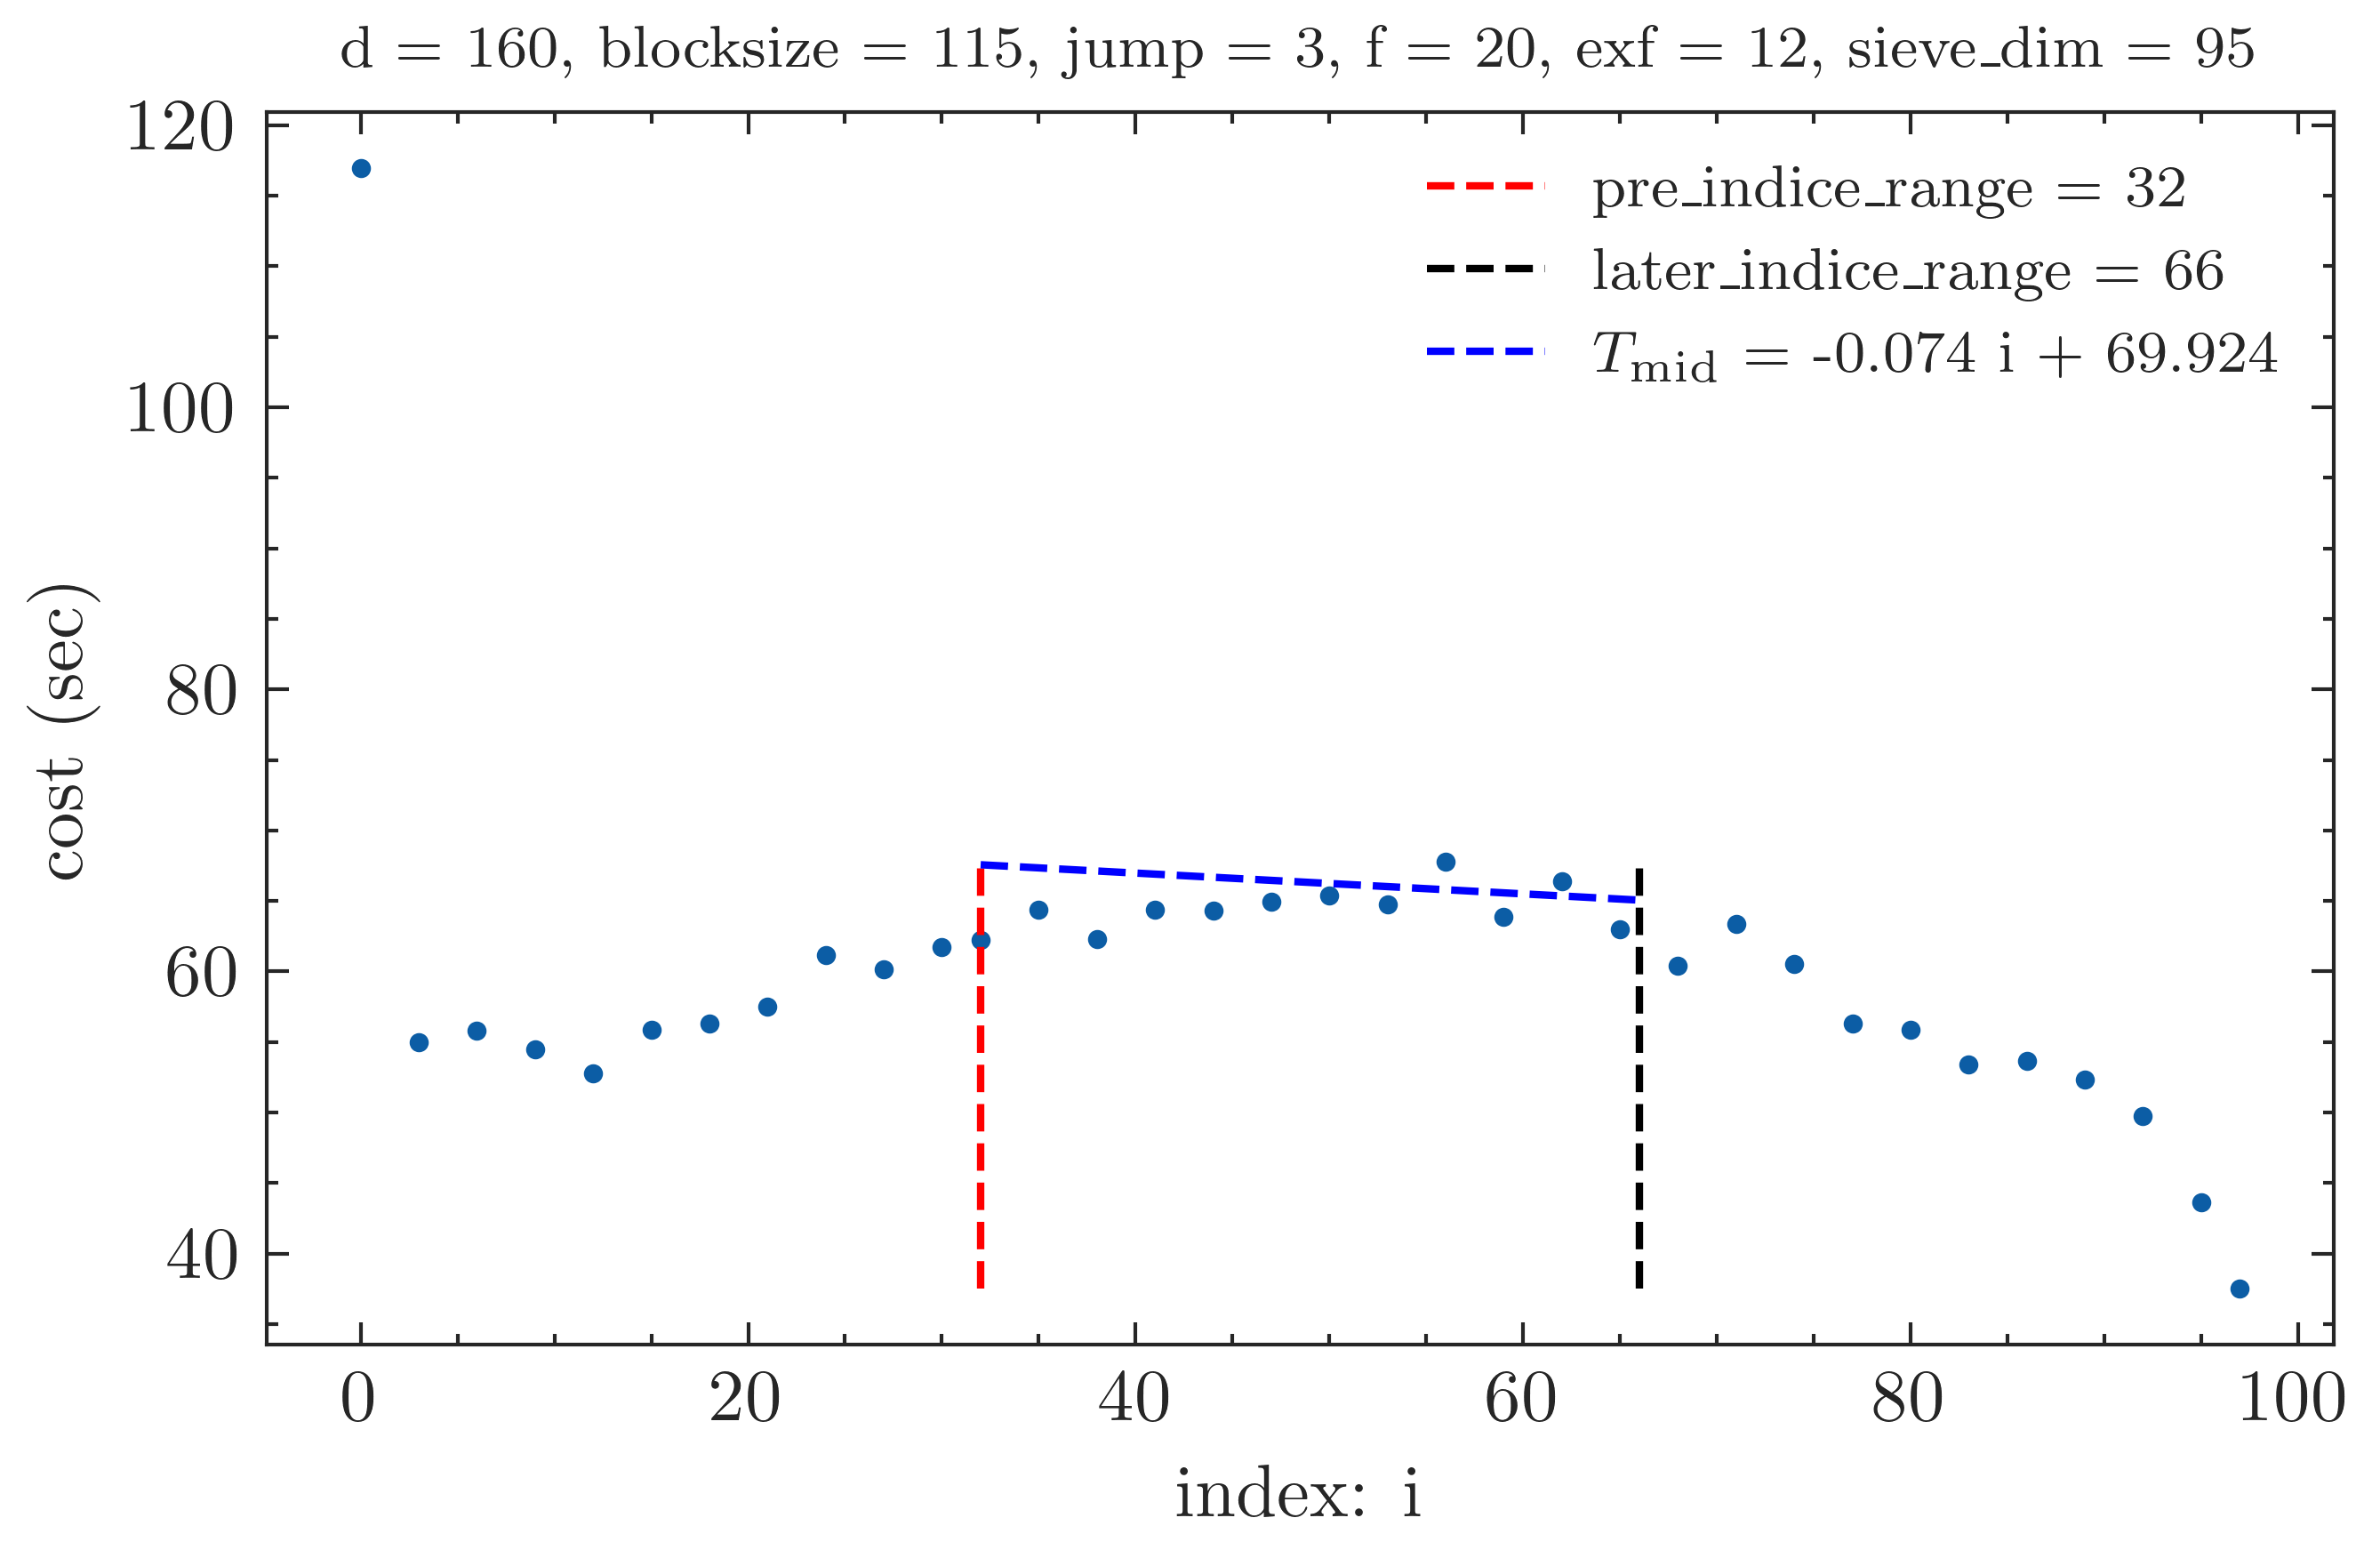 d = 160, blocksize = 115, jump = 3, f = 20, exf = 12, sieve_dim = 95
120
100
80
60
40
cost (sec)
pre_indice_range = 32
later_indice_range = 66
T_mid = -0.074 i + 69.924
0 20 40 60 80 100
index: i